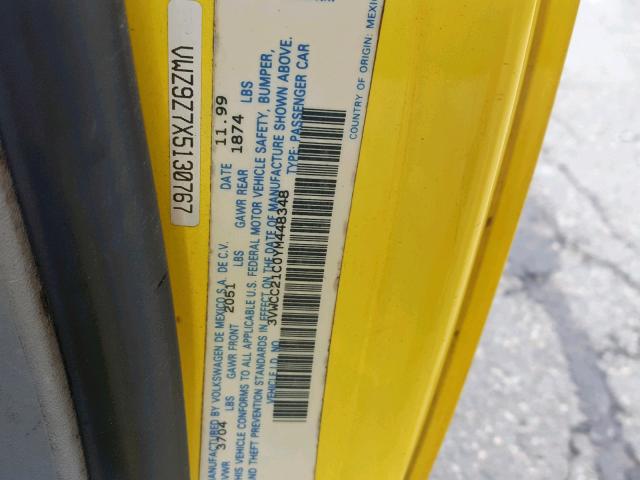 VWZ9Z7X5130767
MANUFACTURED BY VOLKSWAGEN DE MEXICO S.A. DE C.V. DATE 11.99
GVWR 3704 LBS GAWR FRONT 2051 LBS GAWR REAR 1874 LBS
THIS VEHICLE CONFORMS TO ALL APPLICABLE U.S. FEDERAL MOTOR VEHICLE SAFETY, BUMPER,
AND THEFT PREVENTION STANDARDS IN EFFECT ON THE DATE OF MANUFACTURE SHOWN ABOVE.
VEHICLE I.D. NO. 3VWCC21C0YM448348 TYPE: PASSENGER CAR
COUNTRY OF ORIGIN: MEXICO